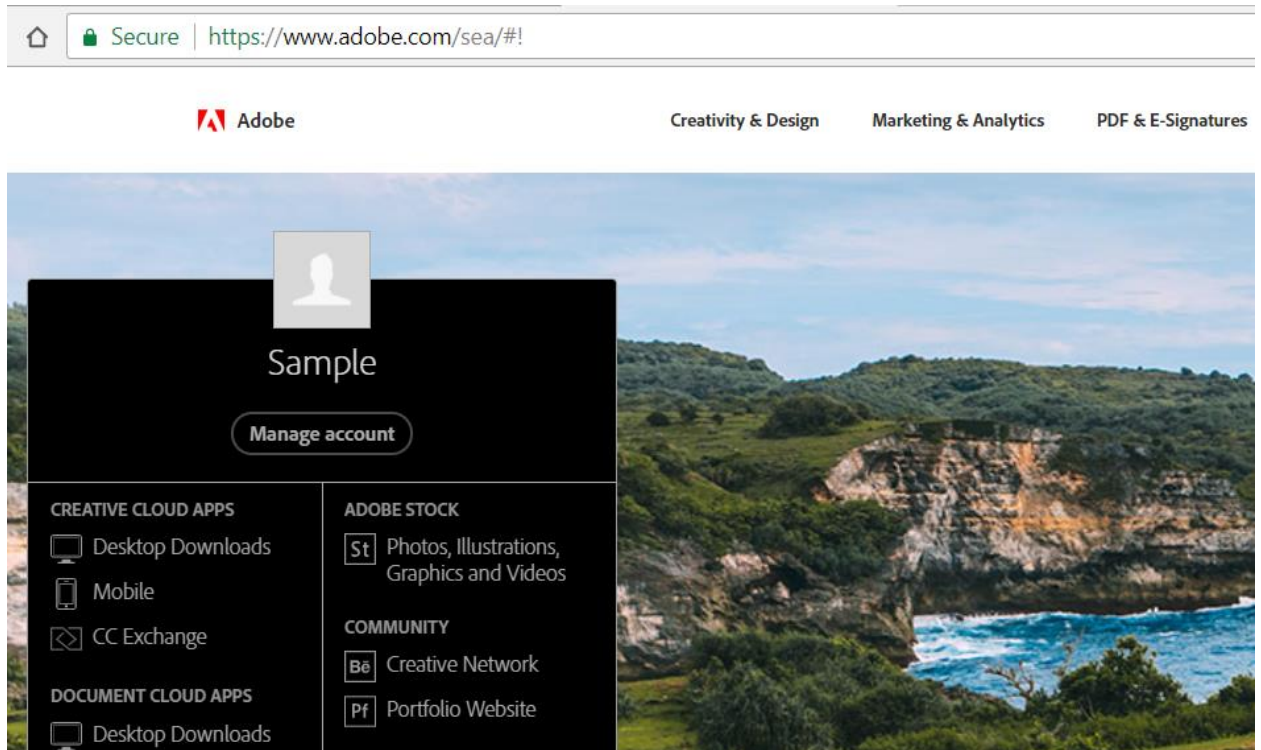 Secure | https://www.adobe.com/sea/#!
Adobe
Creativity & Design
Marketing & Analytics
PDF & E-Signatures
Sample
Manage account
CREATIVE CLOUD APPS
Desktop Downloads
Mobile
CC Exchange
DOCUMENT CLOUD APPS
Desktop Downloads
ADOBE STOCK
St Photos, Illustrations,
Graphics and Videos
COMMUNITY
Bē Creative Network
Pf Portfolio Website